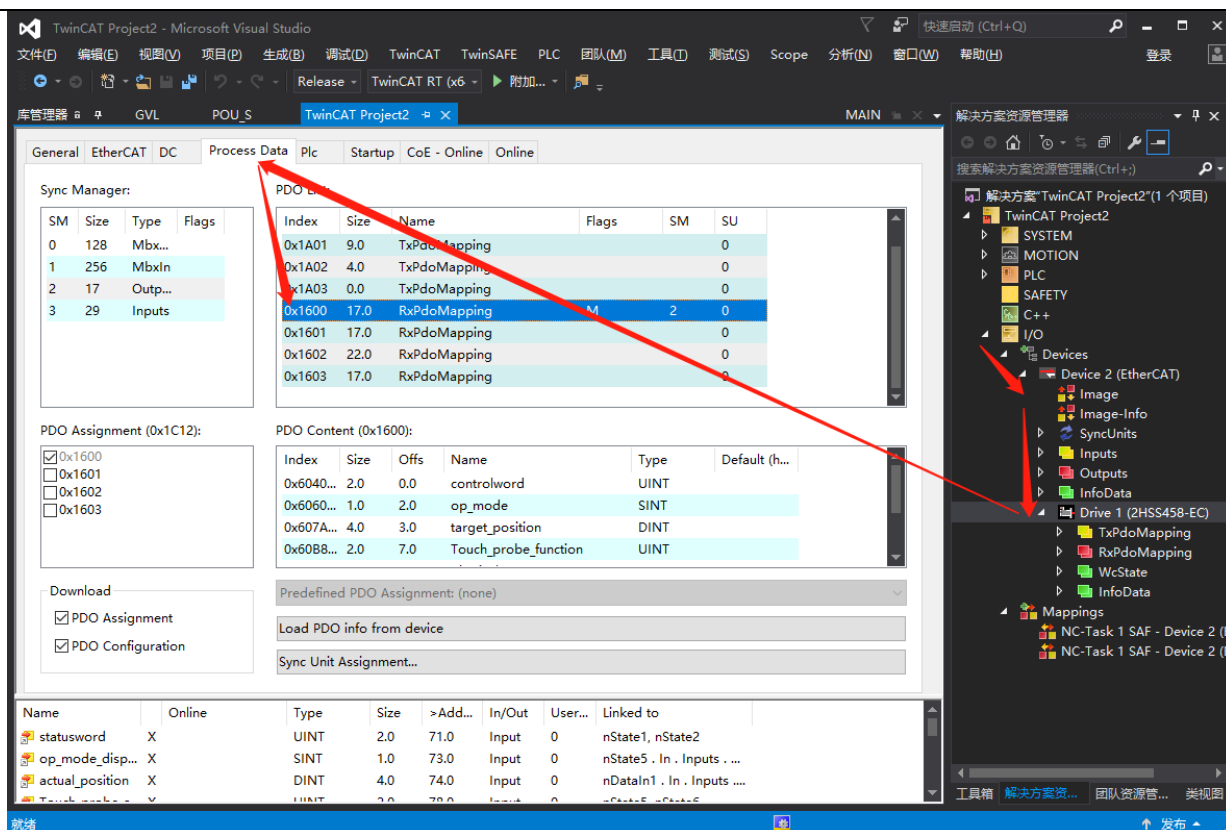 TwinCAT Project2 - Microsoft Visual Studio
快速启动 (Ctrl+Q)
文件(F) 编辑(E) 视图(V) 项目(P) 生成(B) 调试(D) TwinCAT TwinSAFE PLC 团队(M) 工具(T) 测试(S) Scope 分析(N) 窗口(W) 帮助(H) 登录
Release TwinCAT RT (x6 附加...
库管理器 GVL POU_S TwinCAT Project2 MAIN
General EtherCAT DC Process Data Plc Startup CoE - Online Online
Sync Manager:
SM Size Type Flags
0 128 Mbx...
1 256 MbxIn
2 17 Outp...
3 29 Inputs
Index Size Name Flags SM SU
0x1A01 9.0 TxPdoMapping 0
0x1A02 4.0 TxPdoMapping 0
0x1A03 0.0 TxPdoMapping 0
0x1600 17.0 RxPdoMapping M 2 0
0x1601 17.0 RxPdoMapping 0
0x1602 22.0 RxPdoMapping 0
0x1603 17.0 RxPdoMapping 0
PDO Assignment (0x1C12):
0x1600
0x1601
0x1602
0x1603
PDO Content (0x1600):
Index Size Offs Name Type Default (h...
0x6040... 2.0 0.0 controlword UINT
0x6060... 1.0 2.0 op_mode SINT
0x607A... 4.0 3.0 target_position DINT
0x60B8... 2.0 7.0 Touch_probe_function UINT
Download
PDO Assignment
PDO Configuration
Predefined PDO Assignment: (none)
Load PDO info from device
Sync Unit Assignment...
Name Online Type Size >Add... In/Out User... Linked to
statusword X UINT 2.0 71.0 Input 0 nState1, nState2
op_mode_disp... X SINT 1.0 73.0 Input 0 nState5 . In . Inputs . ...
actual_position X DINT 4.0 74.0 Input 0 nDataIn1 . In . Inputs ....
解决方案资源管理器
搜索解决方案资源管理器(Ctrl+;)
解决方案"TwinCAT Project2"(1 个项目)
TwinCAT Project2
SYSTEM
MOTION
PLC
SAFETY
C++
I/O
Devices
Device 2 (EtherCAT)
Image
Image-Info
SyncUnits
Inputs
Outputs
InfoData
Drive 1 (2HSS458-EC)
TxPdoMapping
RxPdoMapping
WcState
InfoData
Mappings
NC-Task 1 SAF - Device 2 (
NC-Task 1 SAF - Device 2 (
工具箱 解决方案资... 团队资源管... 类视图
就绪
发布